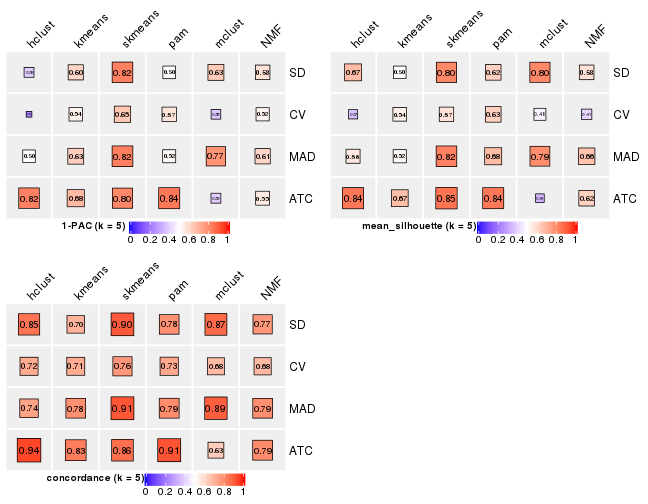 hclust kmeans skmeans pam mclust NMF
0.60 0.82 0.50 0.63 0.58 SD
0.54 0.65 0.57 0.52 CV
0.50 0.63 0.82 0.52 0.77 0.61 MAD
0.82 0.68 0.80 0.84 0.55 ATC
1-PAC (k = 5)
0 0.2 0.4 0.6 0.8 1
hclust kmeans skmeans pam mclust NMF
0.67 0.50 0.80 0.62 0.80 0.58 SD
0.54 0.57 0.63 0.41 CV
0.56 0.52 0.82 0.68 0.79 0.66 MAD
0.84 0.67 0.85 0.84 0.62 ATC
mean_silhouette (k = 5)
0 0.2 0.4 0.6 0.8 1
hclust kmeans skmeans pam mclust NMF
0.85 0.70 0.90 0.78 0.87 0.77 SD
0.72 0.71 0.76 0.73 0.68 0.68 CV
0.74 0.78 0.91 0.79 0.89 0.79 MAD
0.94 0.83 0.86 0.91 0.63 0.79 ATC
concordance (k = 5)
0 0.2 0.4 0.6 0.8 1